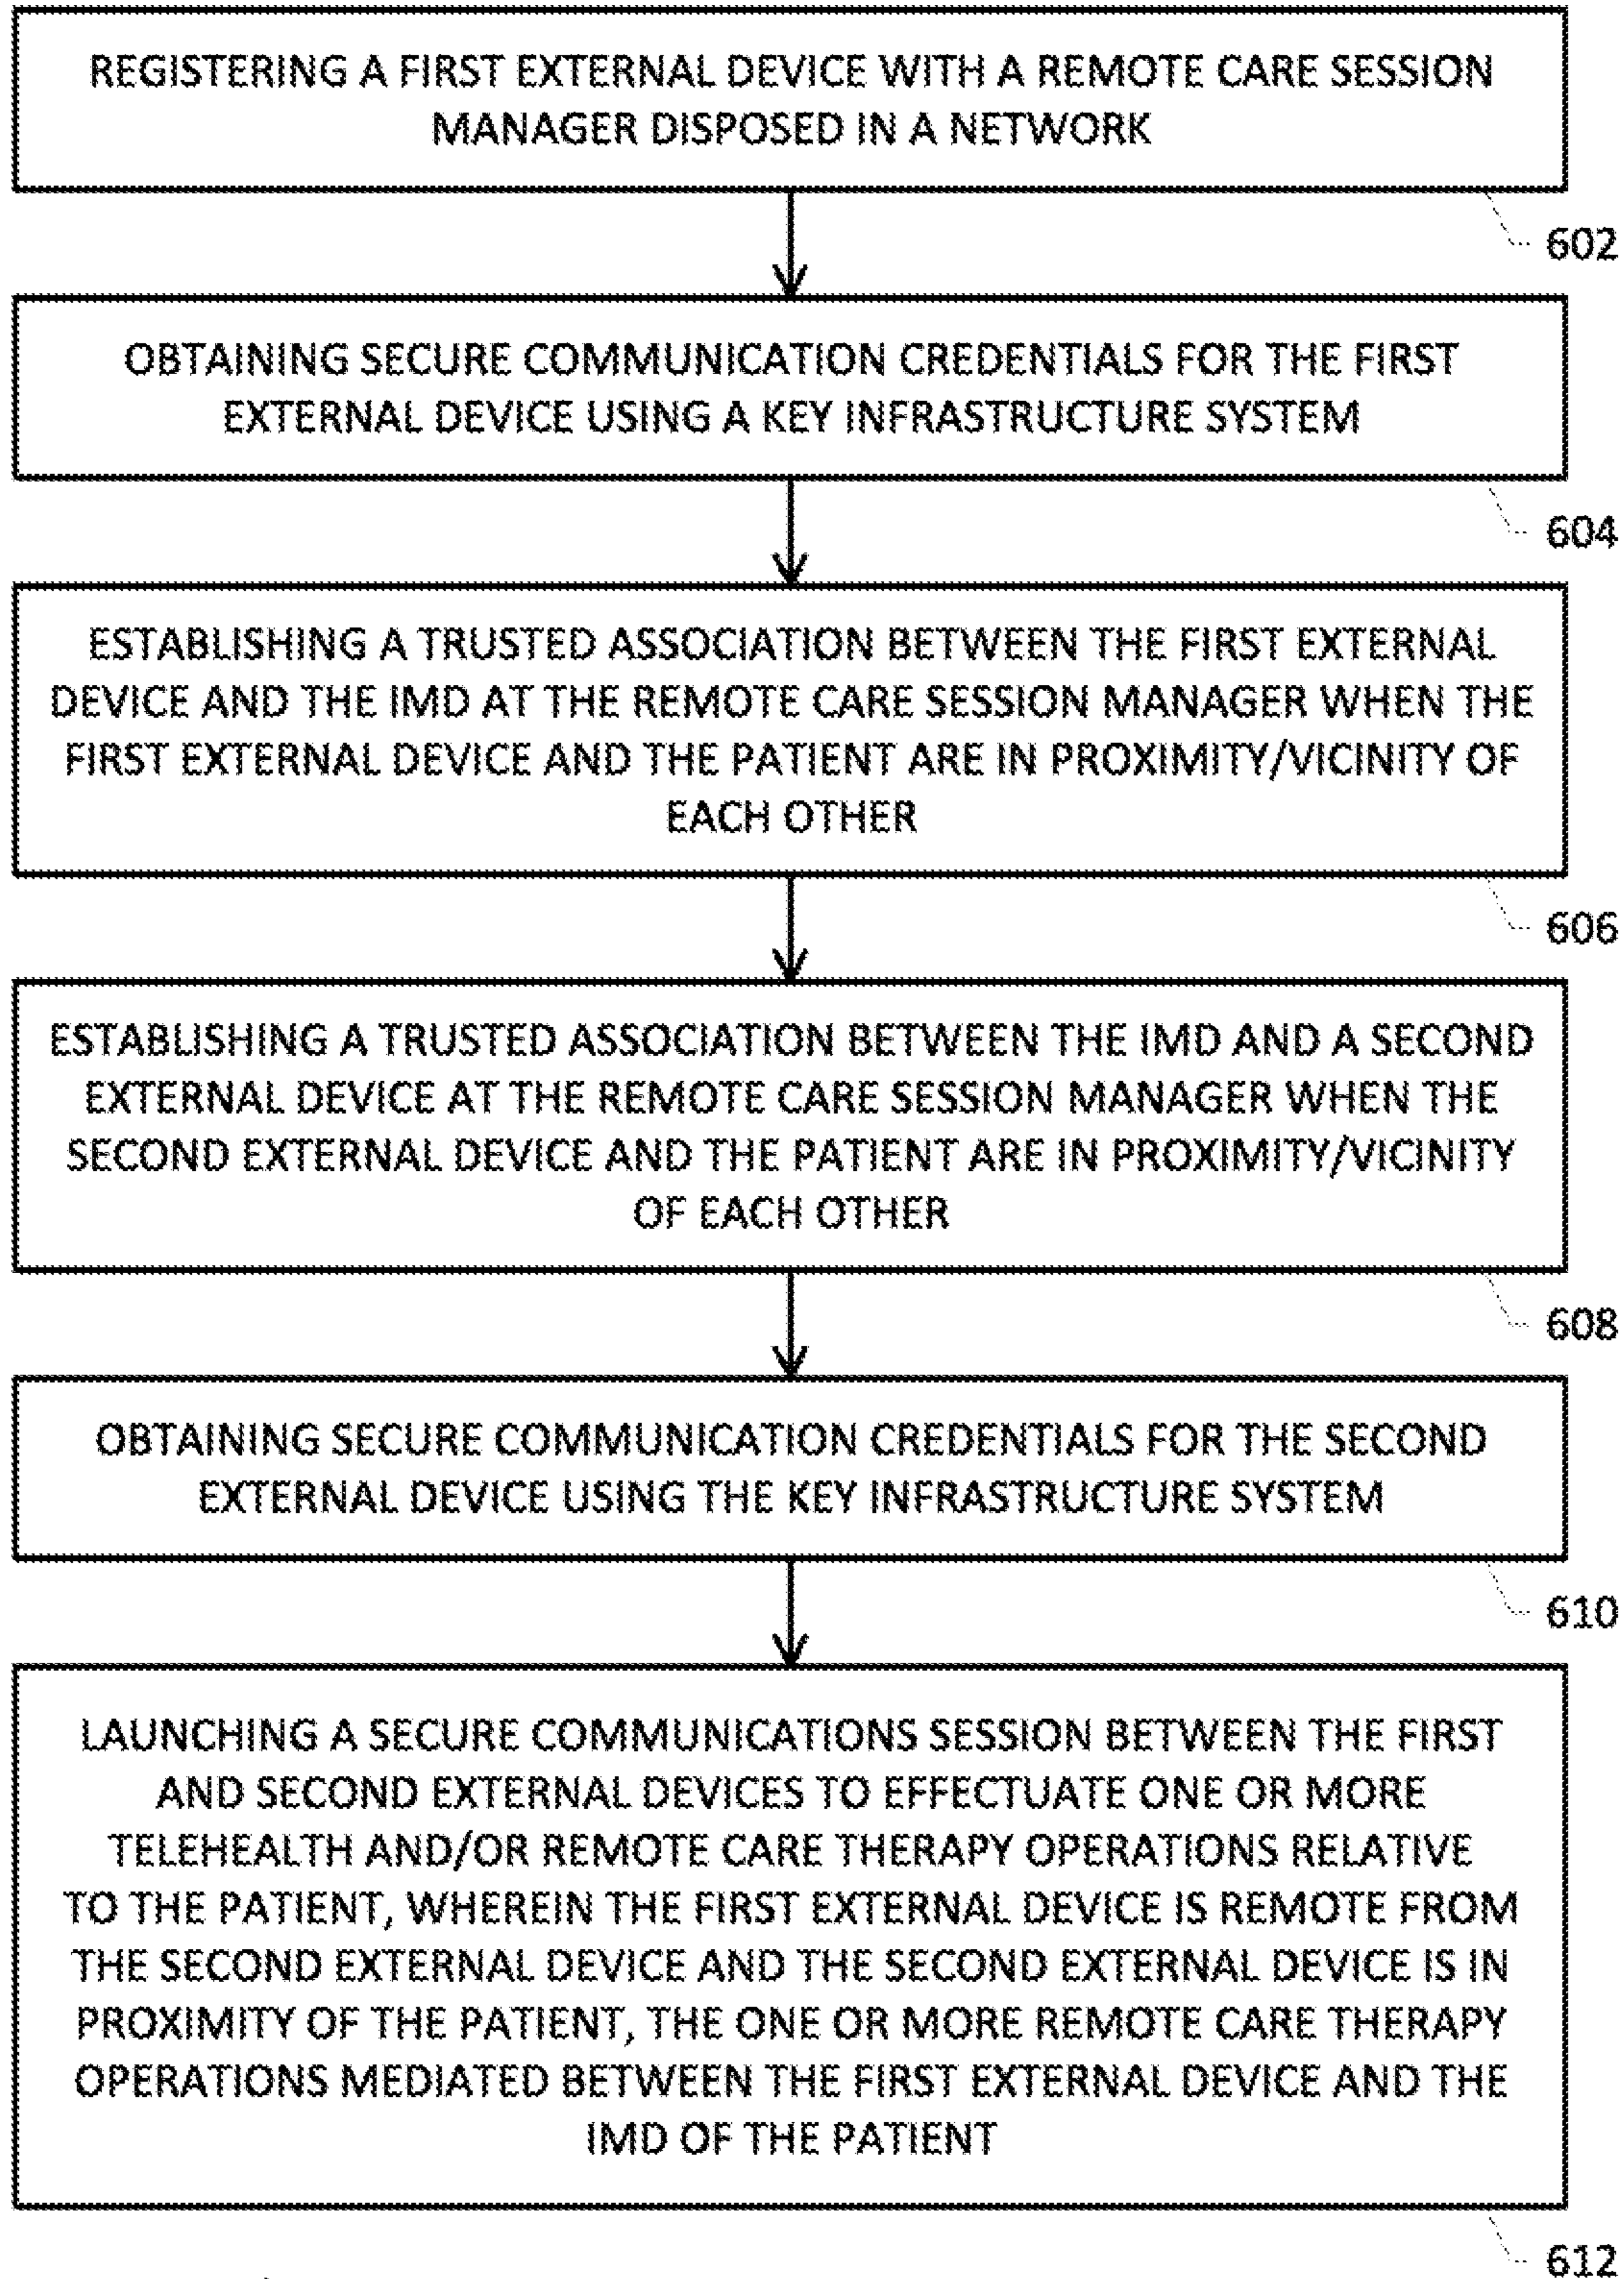 REGISTERING A FIRST EXTERNAL DEVICE WITH A REMOTE CARE SESSION
MANAGER DISPOSED IN A NETWORK
602
OBTAINING SECURE COMMUNICATION CREDENTIALS FOR THE FIRST
EXTERNAL DEVICE USING A KEY INFRASTRUCTURE SYSTEM
604
ESTABLISHING A TRUSTED ASSOCIATION BETWEEN THE FIRST EXTERNAL
DEVICE AND THE IMD AT THE REMOTE CARE SESSION MANAGER WHEN THE
FIRST EXTERNAL DEVICE AND THE PATIENT ARE IN PROXIMITY/VICINITY OF
EACH OTHER
606
ESTABLISHING A TRUSTED ASSOCIATION BETWEEN THE IMD AND A SECOND
EXTERNAL DEVICE AT THE REMOTE CARE SESSION MANAGER WHEN THE
SECOND EXTERNAL DEVICE AND THE PATIENT ARE IN PROXIMITY/VICINITY
OF EACH OTHER
608
OBTAINING SECURE COMMUNICATION CREDENTIALS FOR THE SECOND
EXTERNAL DEVICE USING THE KEY INFRASTRUCTURE SYSTEM
610
LAUNCHING A SECURE COMMUNICATIONS SESSION BETWEEN THE FIRST
AND SECOND EXTERNAL DEVICES TO EFFECTUATE ONE OR MORE
TELEHEALTH AND/OR REMOTE CARE THERAPY OPERATIONS RELATIVE
TO THE PATIENT, WHEREIN THE FIRST EXTERNAL DEVICE IS REMOTE FROM
THE SECOND EXTERNAL DEVICE AND THE SECOND EXTERNAL DEVICE IS IN
PROXIMITY OF THE PATIENT, THE ONE OR MORE REMOTE CARE THERAPY
OPERATIONS MEDIATED BETWEEN THE FIRST EXTERNAL DEVICE AND THE
IMD OF THE PATIENT
612